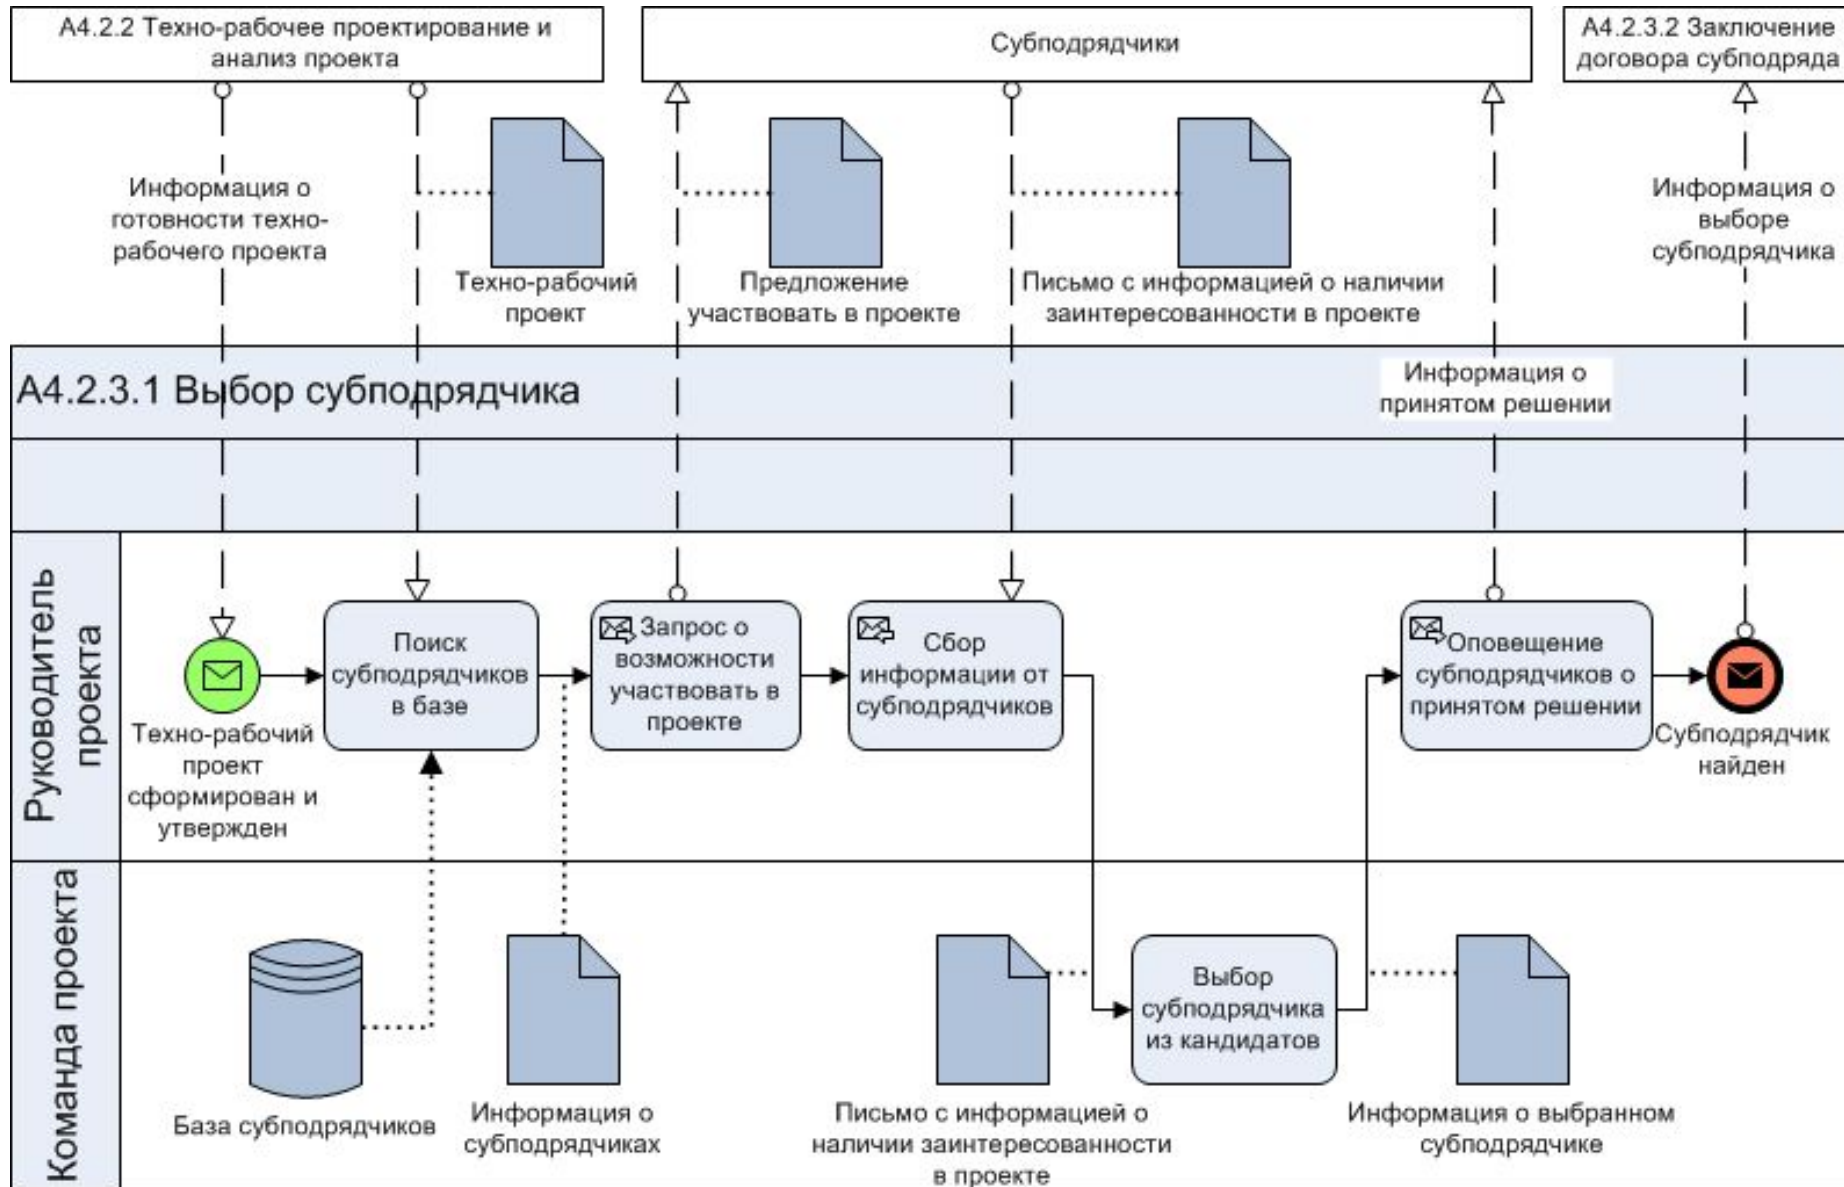 А4.2.2 Техно-рабочее проектирование и
анализ проекта
Субподрядчики
А4.2.3.2 Заключение
договора субподряда
Информация о
готовности техно-
рабочего проекта
Техно-рабочий
проект
Предложение
участвовать в проекте
Письмо с информацией о наличии
заинтересованности в проекте
Информация о
выборе
субподрядчика
А4.2.3.1 Выбор субподрядчика
Информация о
принятом решении
Руководитель
проекта
Техно-рабочий
проект
сформирован и
утвержден
Поиск
субподрядчиков
в базе
Запрос о
возможности
участвовать в
проекте
Сбор
информации от
субподрядчиков
Оповещение
субподрядчиков о
принятом решении
Субподрядчик
найден
Команда проекта
База субподрядчиков
Информация о
субподрядчиках
Письмо с информацией о
наличии заинтересованности
в проекте
Выбор
субподрядчика
из кандидатов
Информация о выбранном
субподрядчике